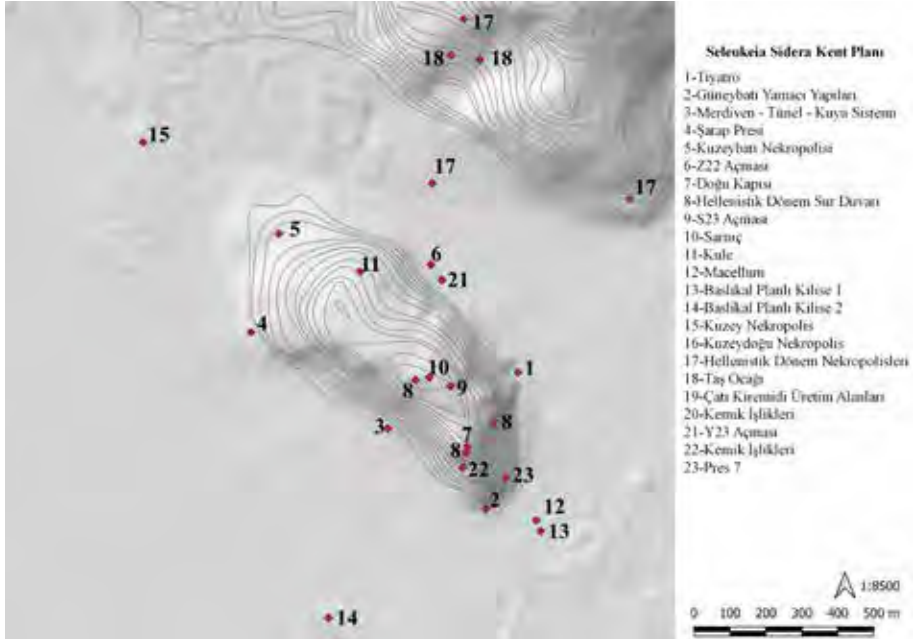 Seleukeia Sidera Kent Planı
1-Tiyatro
2-Güneybatı Yamacı Yapıları
3-Merdiven - Tünel - Kuyu Sistemi
4-Şarap Presi
5-Kuzeybatı Nekropolisi
6-Z22 Açması
7-Doğu Kapısı
8-Hellenistik Dönem Sur Duvarı
9-S23 Açması
10-Sarnıç
11-Kule
12-Macellum
13-Basilikal Planlı Kilise 1
14-Basilikal Planlı Kilise 2
15-Kuzey Nekropolis
16-Kuzeydoğu Nekropolis
17-Hellenistik Dönem Nekropolisleri
18-Taş Ocağı
19-Çatı Kiremidi Üretim Alanları
20-Kemik İşlikleri
21-Y23 Açması
22-Kemik İşlikleri
23-Pres 7
1:8500
0 100 200 300 400 500 m
17
18 18
15
17
17
5
6
11
21
4
10
1
8
9
3
8
7
8
22
23
2
12
13
14